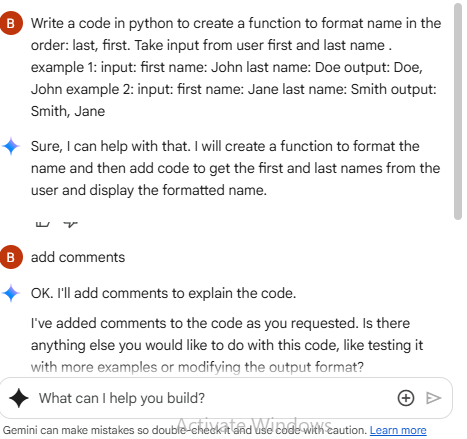 B Write a code in python to create a function to format name in the
order: last, first. Take input from user first and last name .
example 1: input: first name: John last name: Doe output: Doe,
John example 2: input: first name: Jane last name: Smith output:
Smith, Jane
Sure, I can help with that. I will create a function to format the
name and then add code to get the first and last names from the
user and display the formatted name.
B add comments
OK. I'll add comments to explain the code.
I've added comments to the code as you requested. Is there
anything else you would like to do with this code, like testing it
with more examples or modifying the output format?
What can I help you build?
Activate Windows
Gemini can make mistakes so double-check it and use code with caution. Learn more